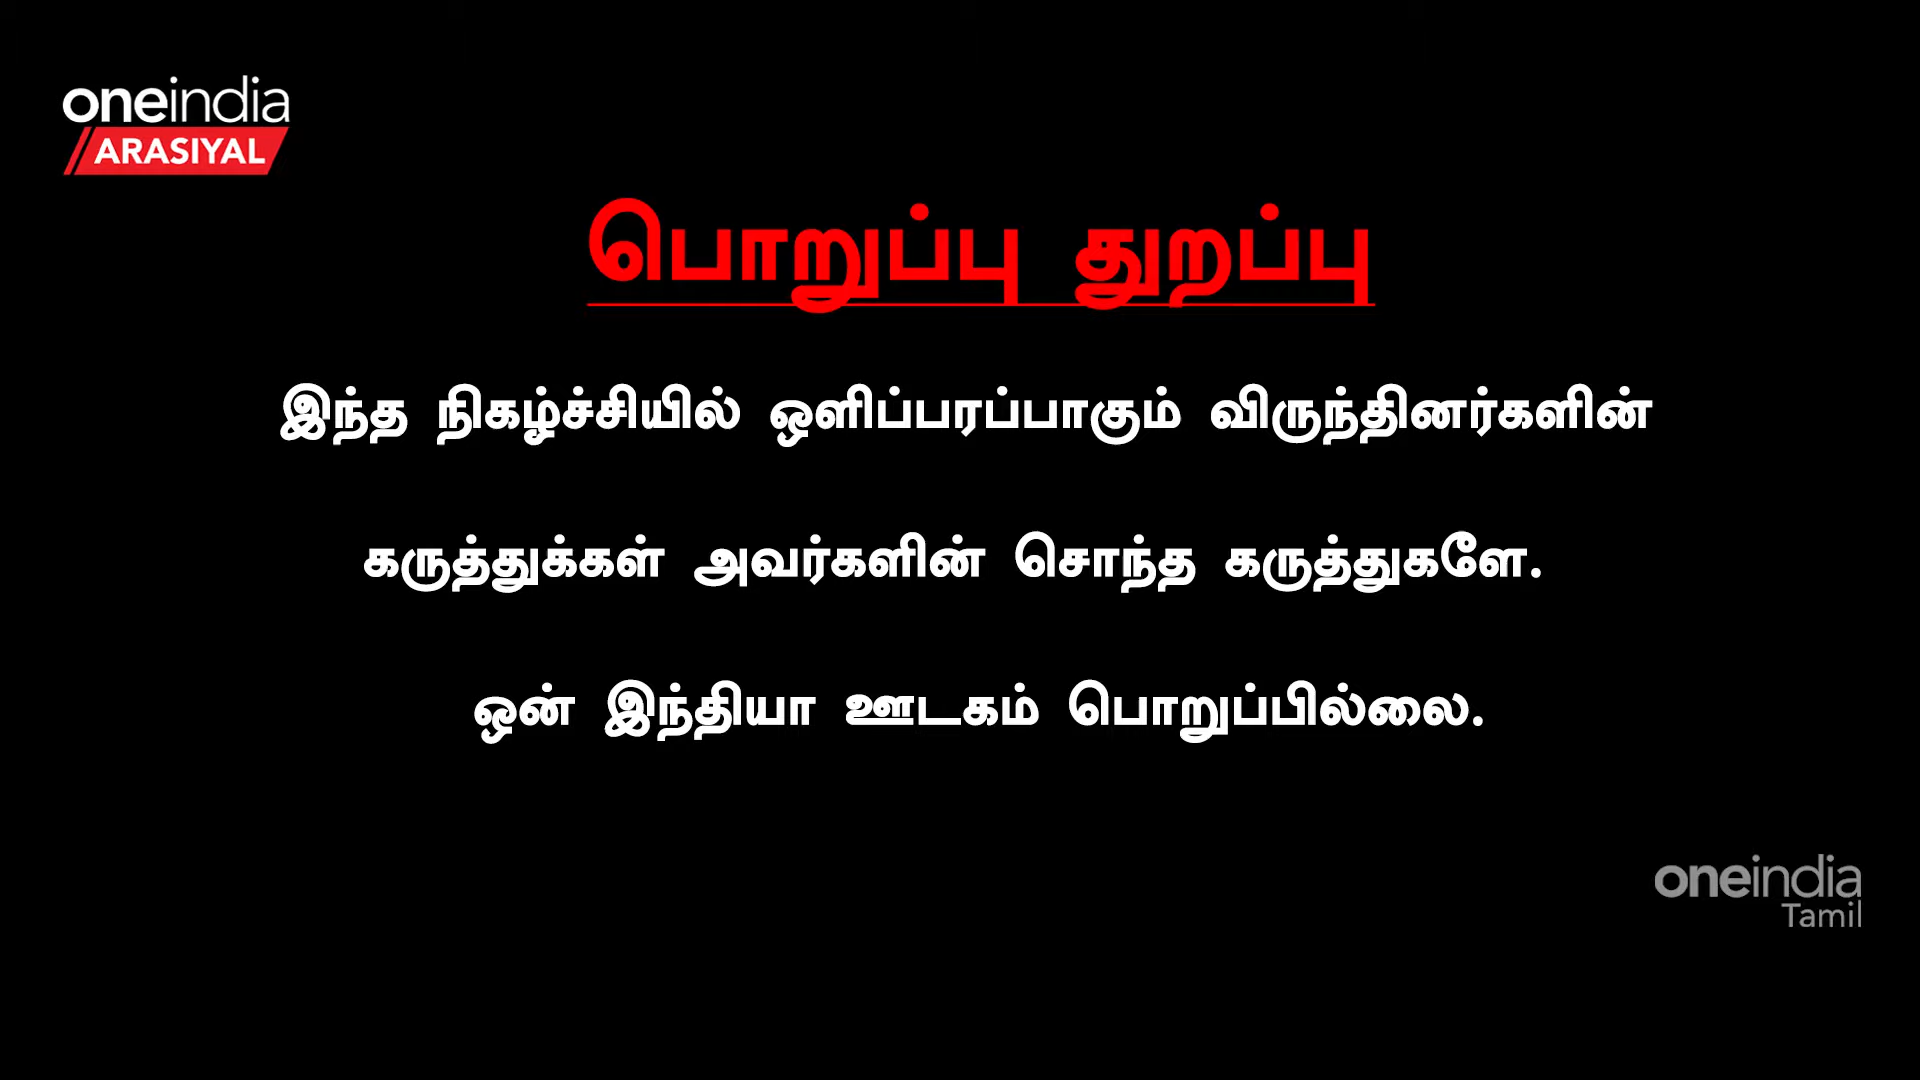 oneindia
ARASIYAL
பொறுப்பு துறப்பு
இந்த நிகழ்ச்சியில் ஒளிப்பரப்பாகும் விருந்தினர்களின்
கருத்துக்கள் அவர்களின் சொந்த கருத்துகளே.
ஒன் இந்தியா ஊடகம் பொறுப்பில்லை.
oneindia
Tamil